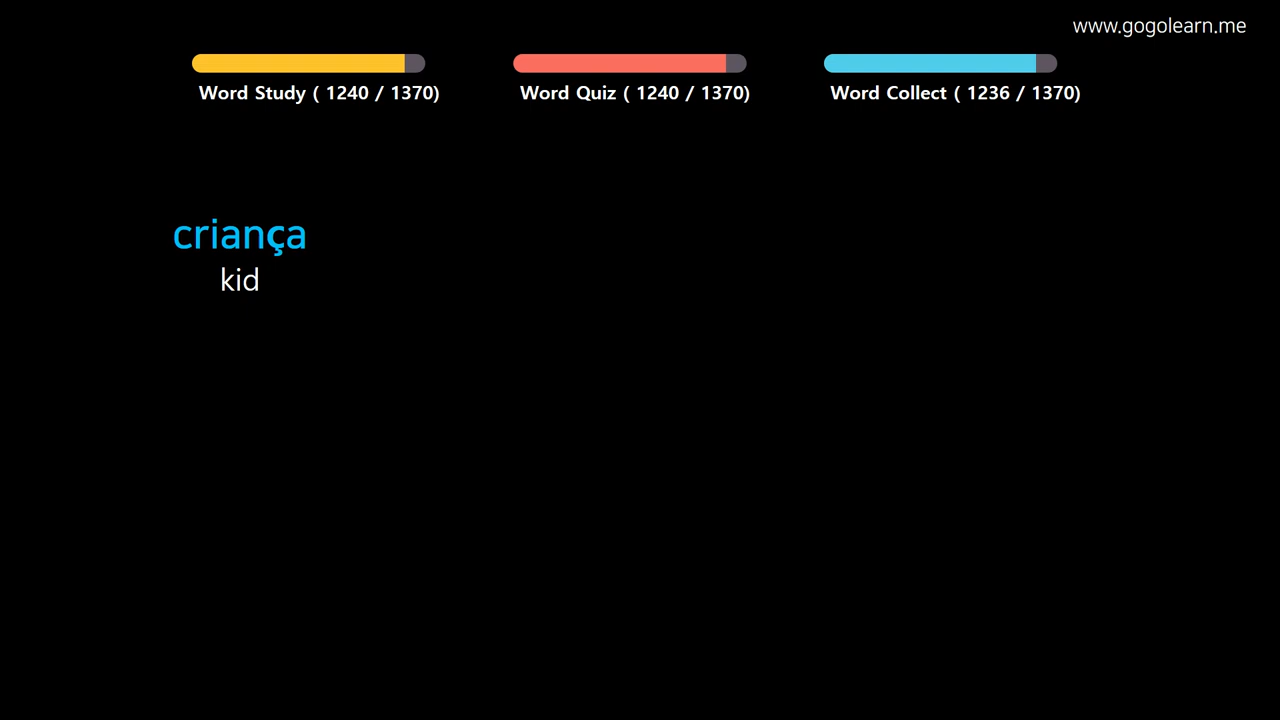 www.gogolearn.me
Word Study ( 1240 / 1370)
Word Quiz ( 1240 / 1370)
Word Collect ( 1236 / 1370)
criança
kid